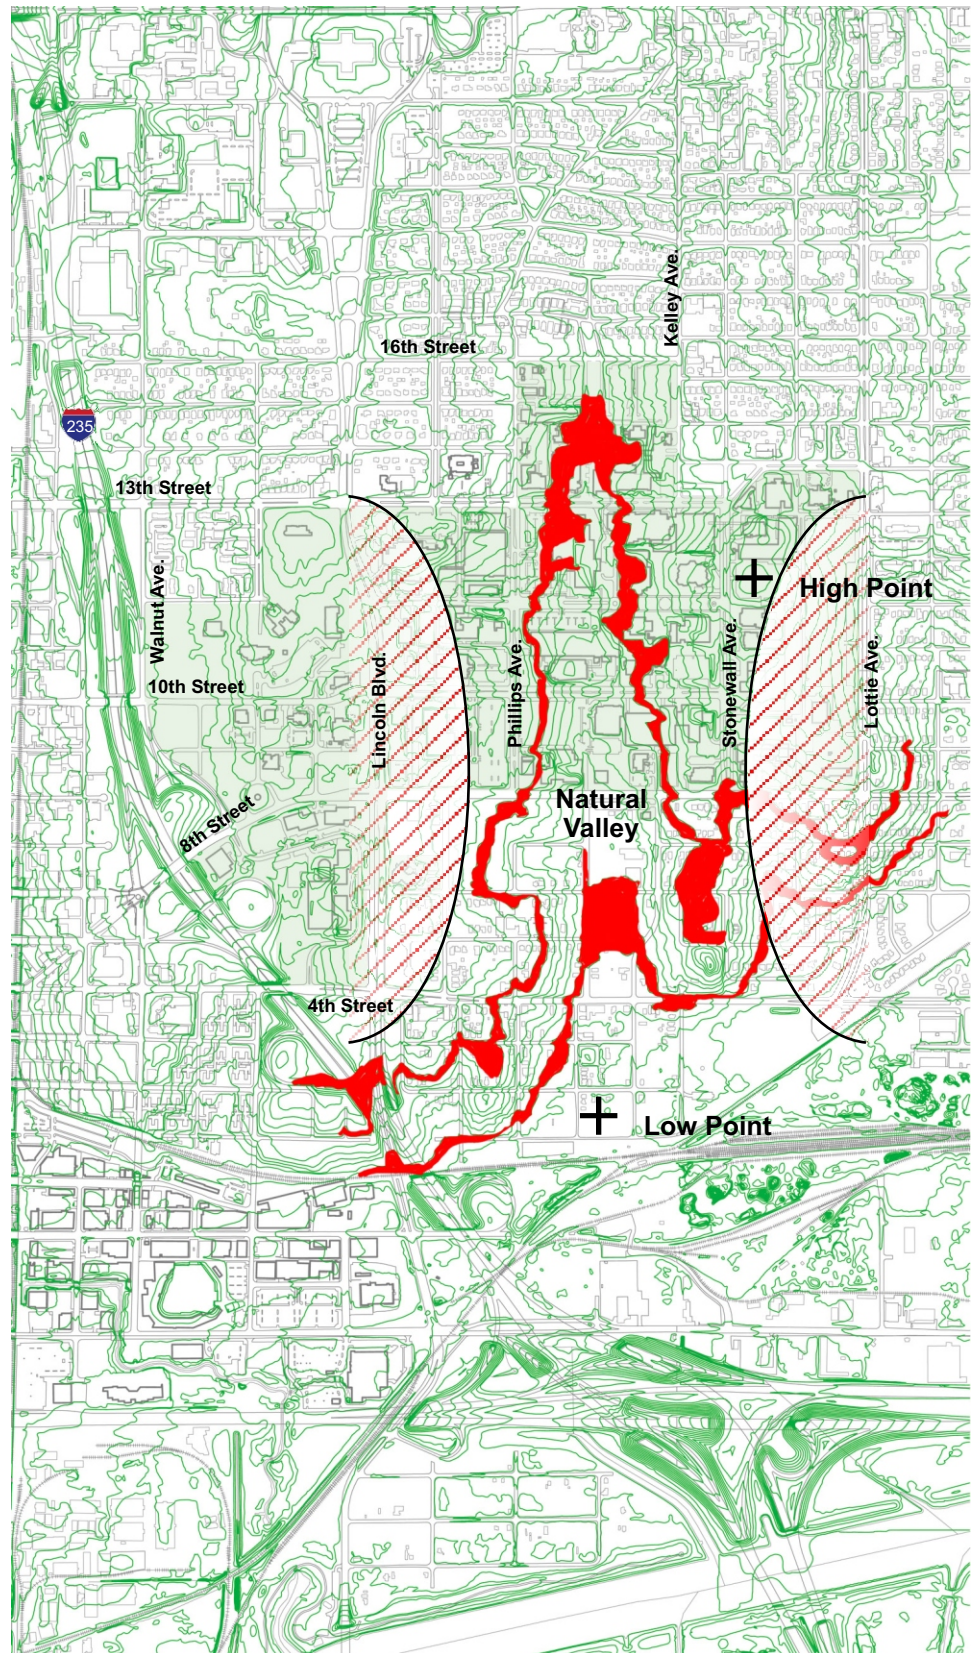 Kelley Ave.
16th Street
235
13th Street
Walnut Ave.
High Point
10th Street
Lincoln Blvd.
Phillips Ave.
Stonewall Ave.
Lottie Ave.
8th Street
Natural
Valley
4th Street
Low Point